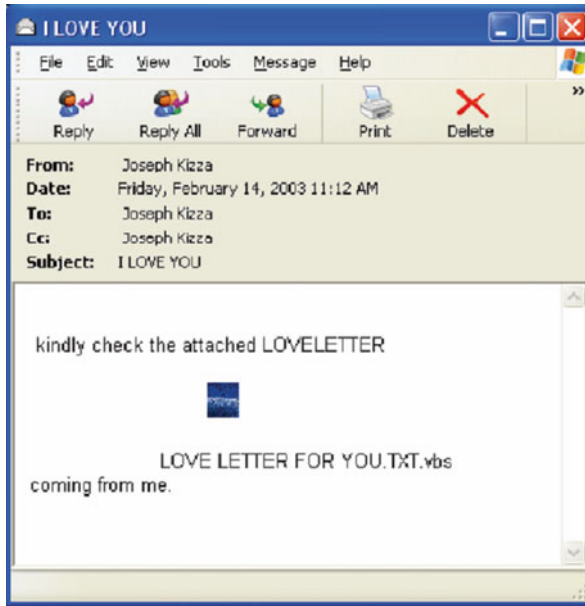 I LOVE YOU
File Edit View Tools Message Help
Reply Reply All Forward Print Delete »
From: Joseph Kizza
Date: Friday, February 14, 2003 11:12 AM
To: Joseph Kizza
Cc: Joseph Kizza
Subject: I LOVE YOU
kindly check the attached LOVELETTER
LOVE LETTER FOR YOU.TXT.vbs
coming from me.